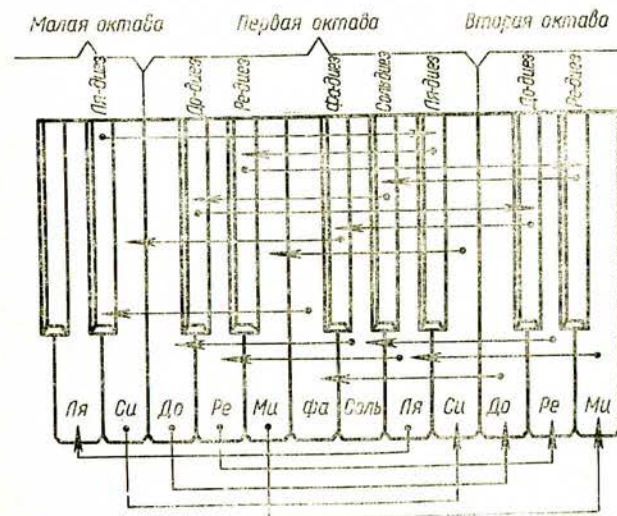 Малая октава Первая октава Вторая октава
Ля-диез До-диез Ре-диез Фа-диез Соль-диез Ля-диез До-диез Ре-диез
Ля Си До Ре Ми Фа Соль Ля Си До Ре Ми